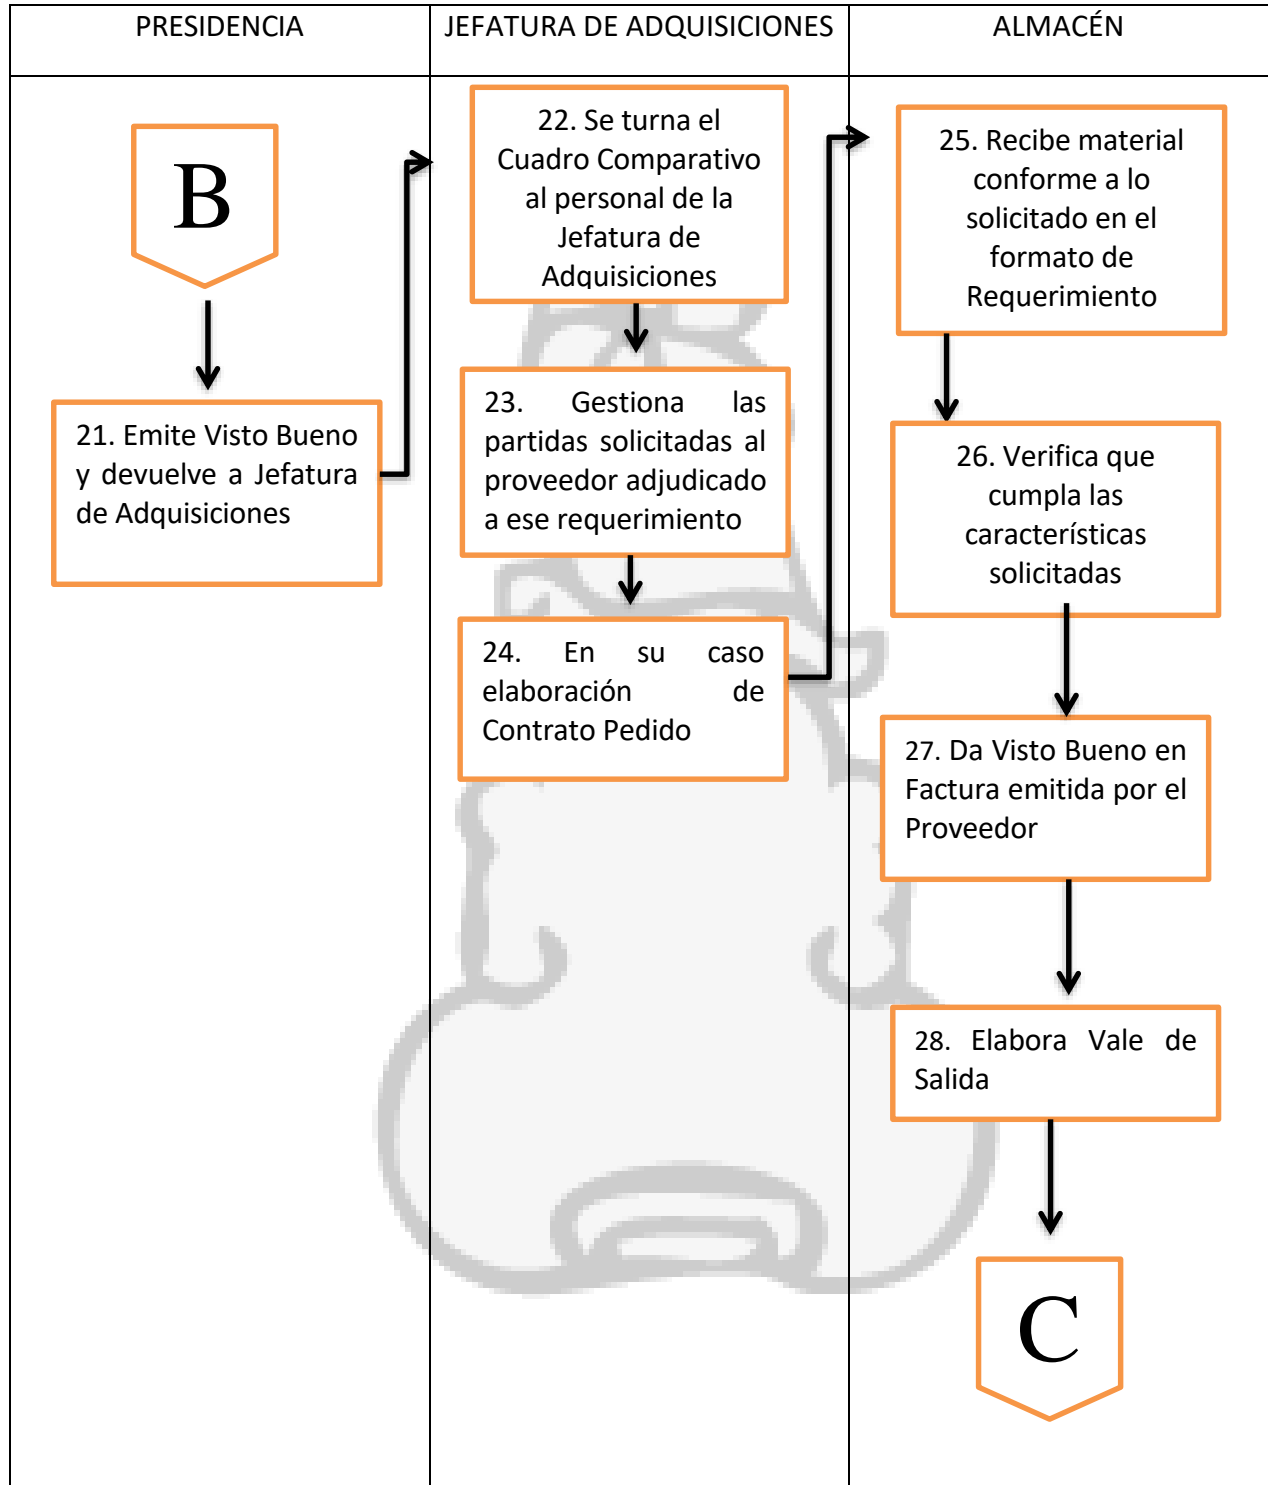 PRESIDENCIA
JEFATURA DE ADQUISICIONES
ALMACÉN
B
21. Emite Visto Bueno
y devuelve a Jefatura
de Adquisiciones
22. Se turna el
Cuadro Comparativo
al personal de la
Jefatura de
Adquisiciones
23. Gestiona las
partidas solicitadas al
proveedor adjudicado
a ese requerimiento
24. En su caso
elaboración de
Contrato Pedido
25. Recibe material
conforme a lo
solicitado en el
formato de
Requerimiento
26. Verifica que
cumpla las
características
solicitadas
27. Da Visto Bueno en
Factura emitida por el
Proveedor
28. Elabora Vale de
Salida
C